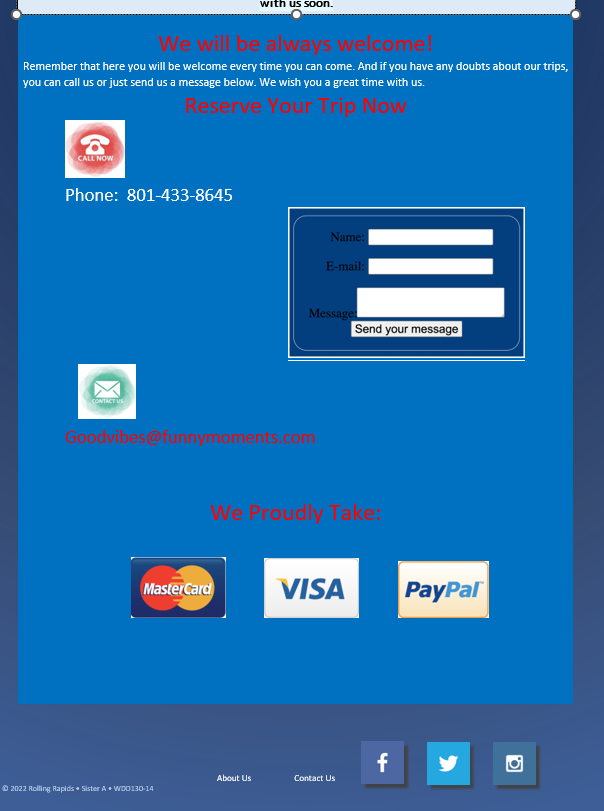 with us soon.
We will be always welcome!
Remember that here you will be welcome every time you can come. And if you have any doubts about our trips,
you can call us or just send us a message below. We wish you a great time with us.
Reserve Your Trip Now
CALL NOW
Phone:  801-433-8645
Name:
E-mail:
Message:
Send your message
CONTACT US
Goodvibes@funnymoments.com
We Proudly Take:
MasterCard
VISA
PayPal
f
About Us
Contact Us
© 2022 Rolling Rapids • Sister A • WDD130-14